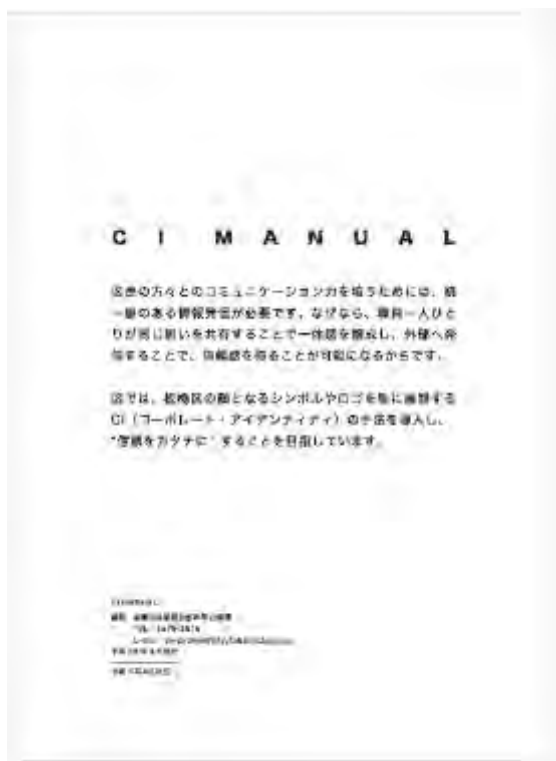 CI MANUAL
区民の方々とのコミュニケーション力を培うためには、統
一感のある情報発信が必要です。なぜなら、職員一人ひと
りが同じ思いを共有することで一体感を醸成し、外部へ発
信することで、信頼感を得ることが可能になるからです。
区では、板橋区の顔となるシンボルやロゴを軸に展開する
CI（コーポレート・アイデンティティ）の手法を導入し、
“信頼をカタチに”することを目指しています。